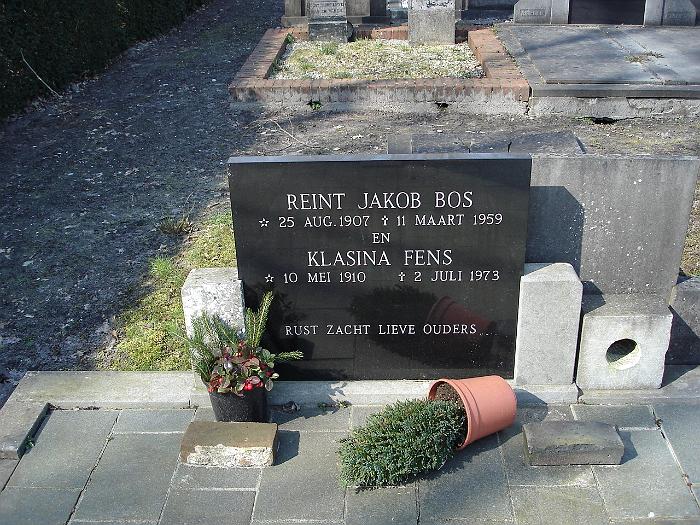 REINT JAKOB BOS
☆ 25 AUG. 1907 ✝ 11 MAART 1959
EN
KLASINA FENS
☆ 10 MEI 1910 ✝ 2 JULI 1973
RUST ZACHT LIEVE OUDERS...